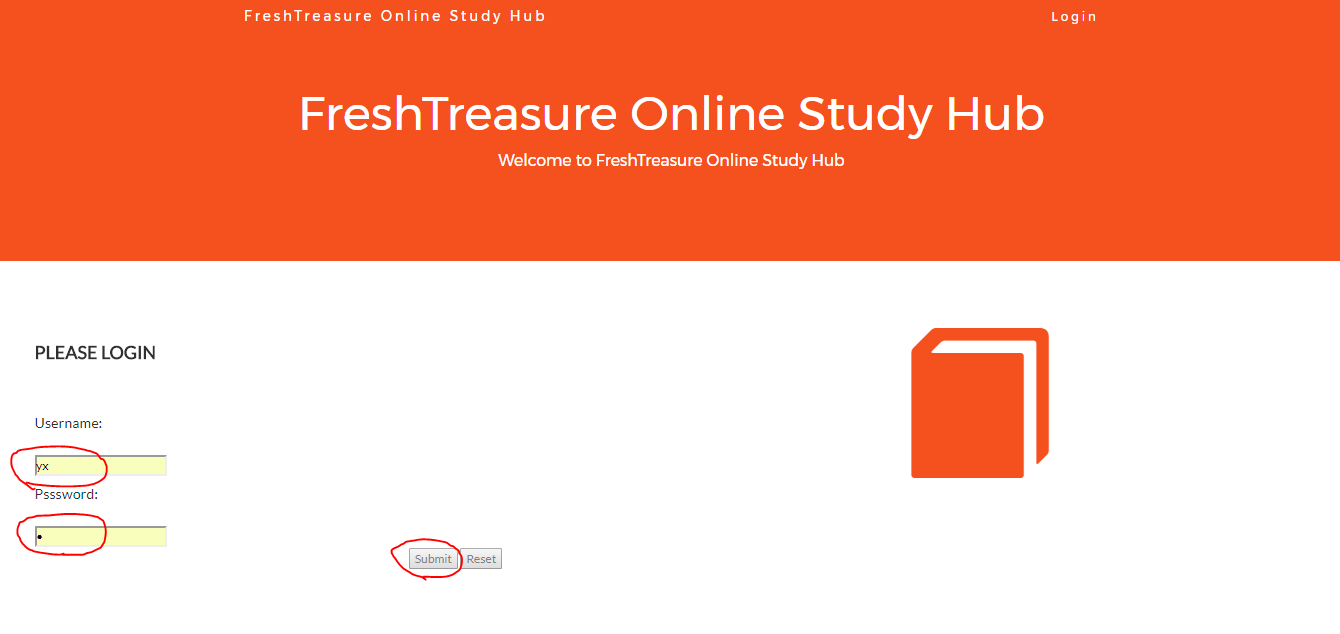 FreshTreasure Online Study Hub Login
FreshTreasure Online Study Hub
Welcome to FreshTreasure Online Study Hub
PLEASE LOGIN
Username:
yx
Psssword:
Submit Reset